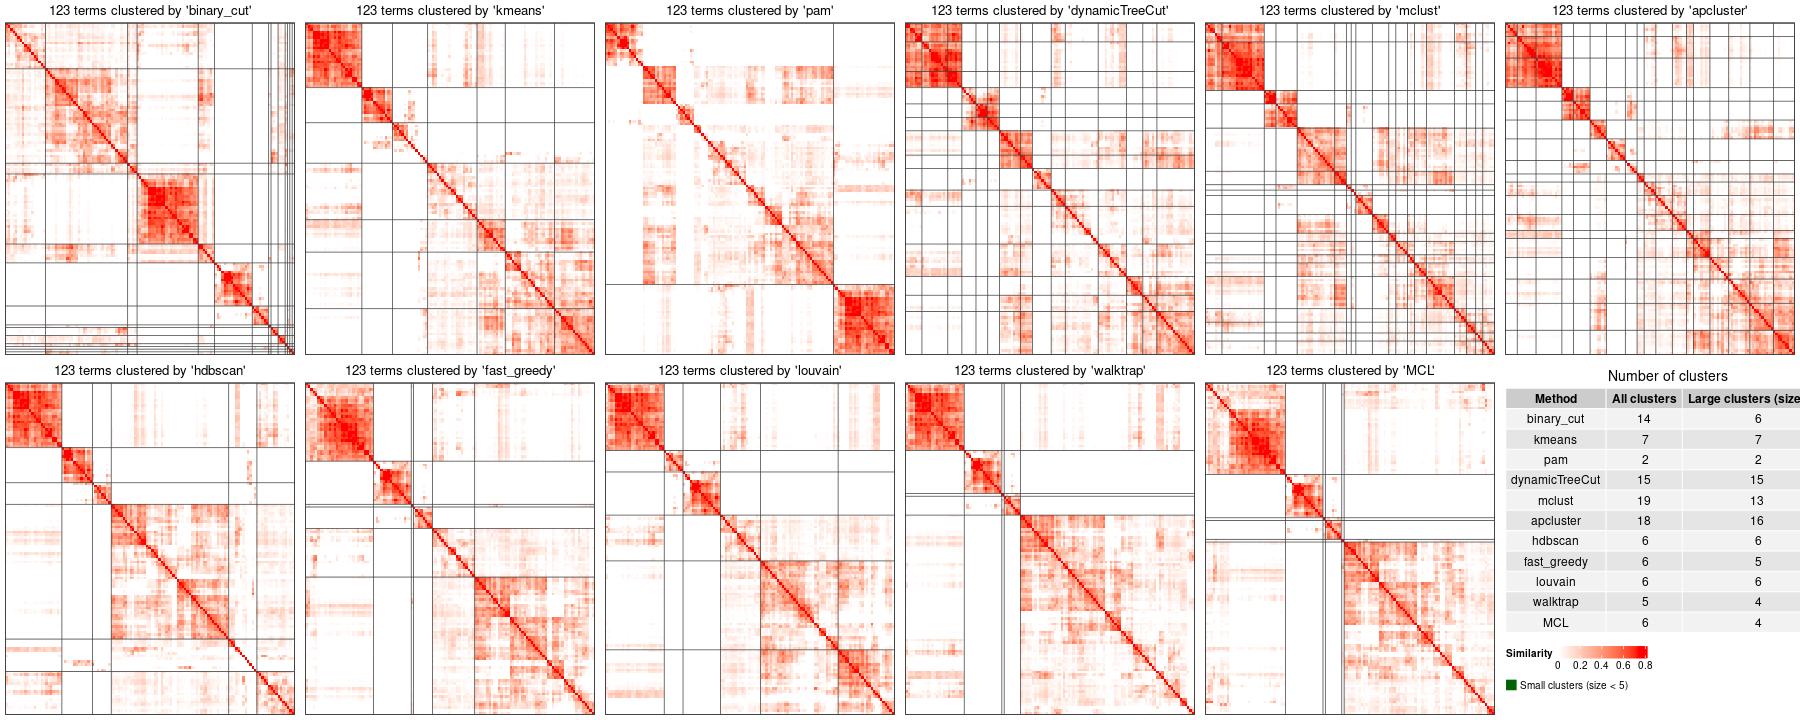 123 terms clustered by 'binary_cut'
123 terms clustered by 'kmeans'
123 terms clustered by 'pam'
123 terms clustered by 'dynamicTreeCut'
123 terms clustered by 'mclust'
123 terms clustered by 'apcluster'
123 terms clustered by 'hdbscan'
123 terms clustered by 'fast_greedy'
123 terms clustered by 'louvain'
123 terms clustered by 'walktrap'
123 terms clustered by 'MCL'
Number of clusters
Method All clusters Large clusters (size
binary_cut 14 6
kmeans 7 7
pam 2 2
dynamicTreeCut 15 15
mclust 19 13
apcluster 18 16
hdbscan 6 6
fast_greedy 6 5
louvain 6 6
walktrap 5 4
MCL 6 4
Similarity
0 0.2 0.4 0.6 0.8
Small clusters (size < 5)